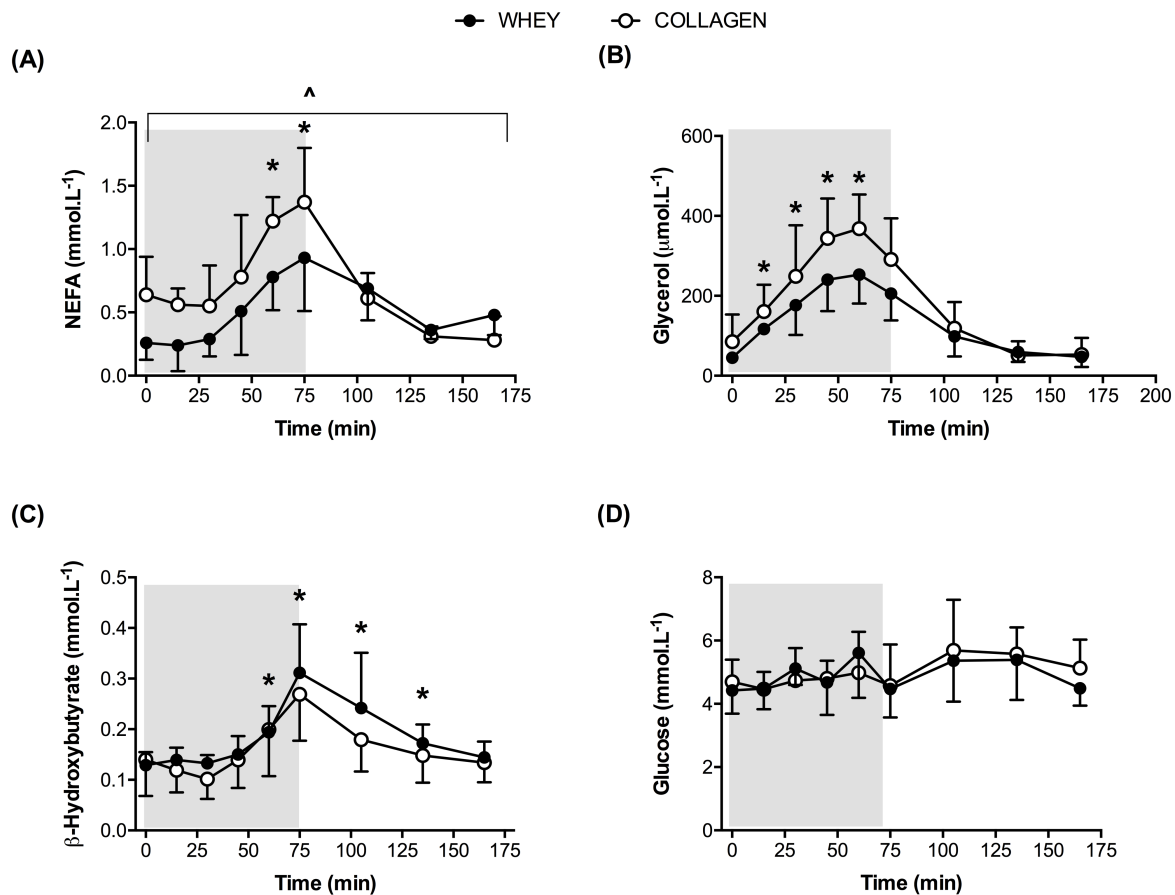 WHEY COLLAGEN
(A)
^
* *
NEFA (mmol.L-1)
2.0
1.5
1.0
0.5
0.0
0 25 50 75 100 125 150 175
Time (min)
(B)
* * * *
Glycerol (μmol.L-1)
600
400
200
0
0 25 50 75 100 125 150 175 200
Time (min)
(C)
* * * *
β-Hydroxybutyrate (mmol.L-1)
0.5
0.4
0.3
0.2
0.1
0.0
0 25 50 75 100 125 150 175
Time (min)
(D)
Glucose (mmol.L-1)
8
6
4
2
0
0 25 50 75 100 125 150 175
Time (min)